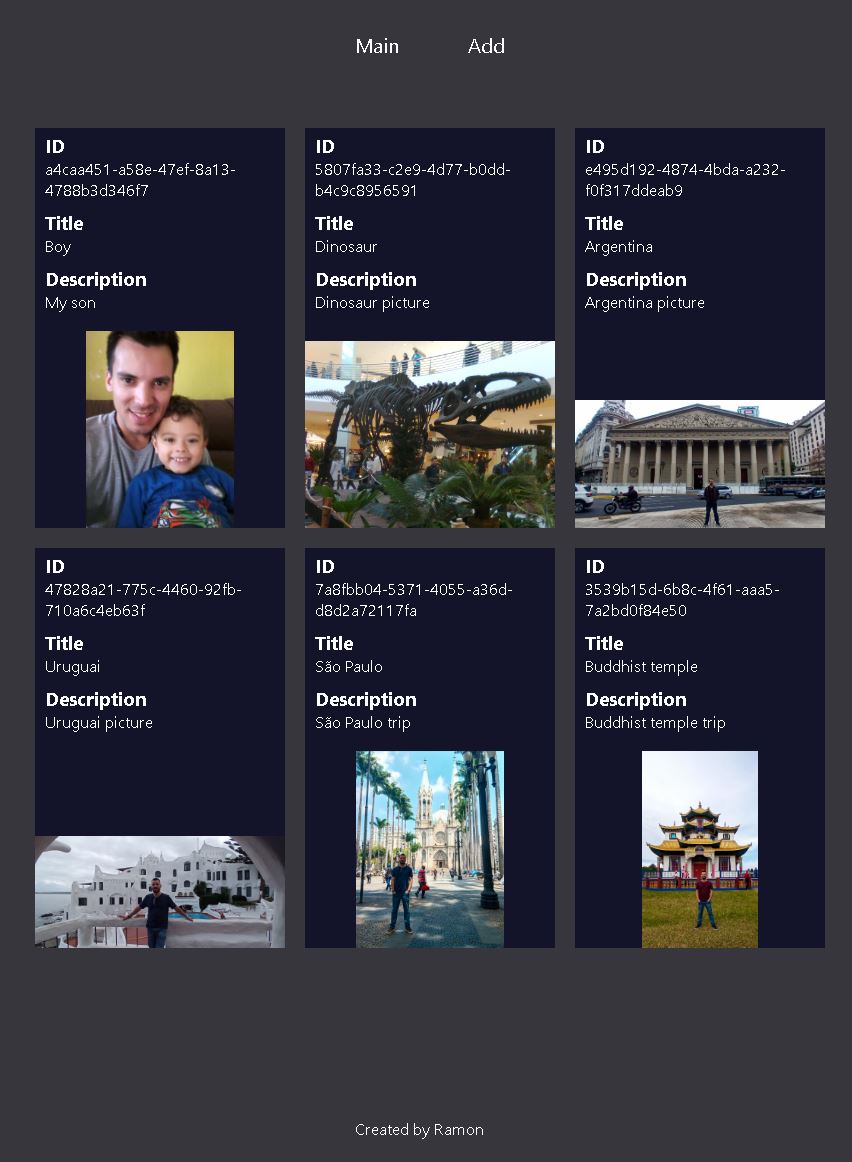 Main Add
ID
a4caa451-a58e-47ef-8a13-
4788b3d346f7
Title
Boy
Description
My son
ID
5807fa33-c2e9-4d77-b0dd-
b4c9c8956591
Title
Dinosaur
Description
Dinosaur picture
ID
e495d192-4874-4bda-a232-
f0f317ddeab9
Title
Argentina
Description
Argentina picture
ID
47828a21-775c-4460-92fb-
710a6c4eb63f
Title
Uruguai
Description
Uruguai picture
ID
7a8fbb04-5371-4055-a36d-
d8d2a72117fa
Title
São Paulo
Description
São Paulo trip
ID
3539b15d-6b8c-4f61-aaa5-
7a2bd0f84e50
Title
Buddhist temple
Description
Buddhist temple trip
Created by Ramon